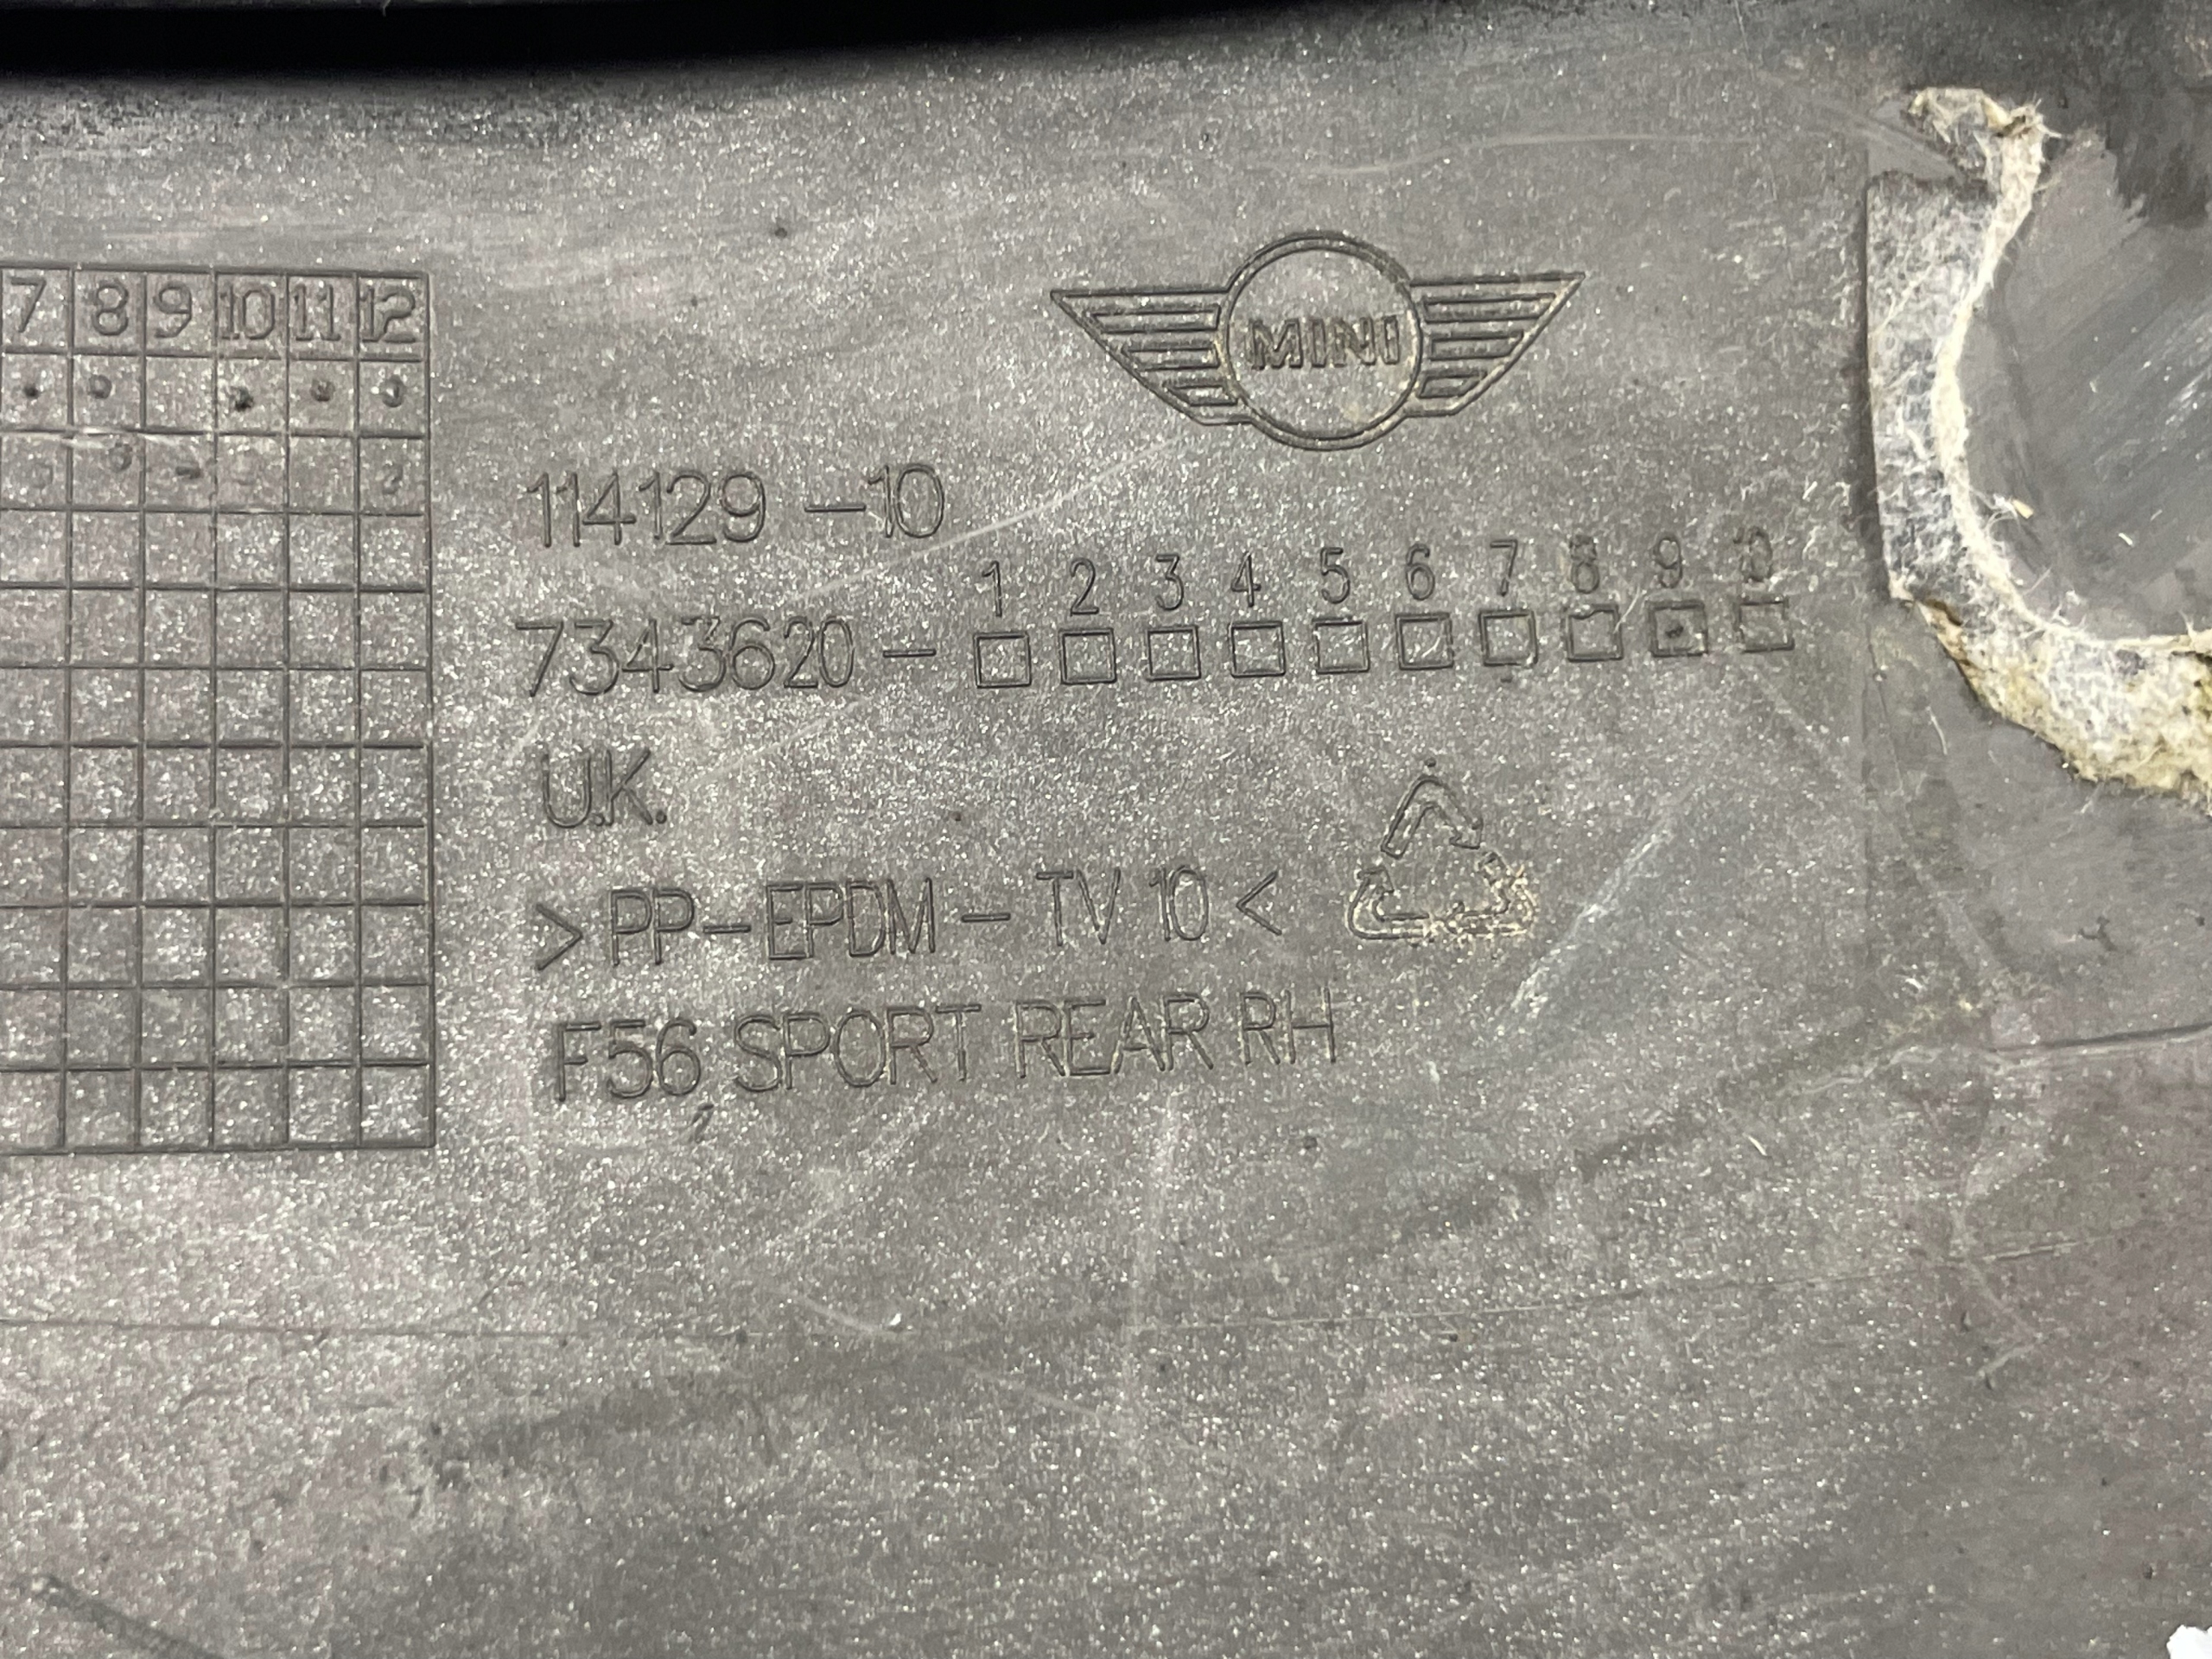 7 8 9 10 11 12
MINI
114129 -10
1 2 3 4 5 6 7 8 9 10
7343620 -
U.K.
>PP-EPDM - TV 10<
F56 SPORT REAR RH